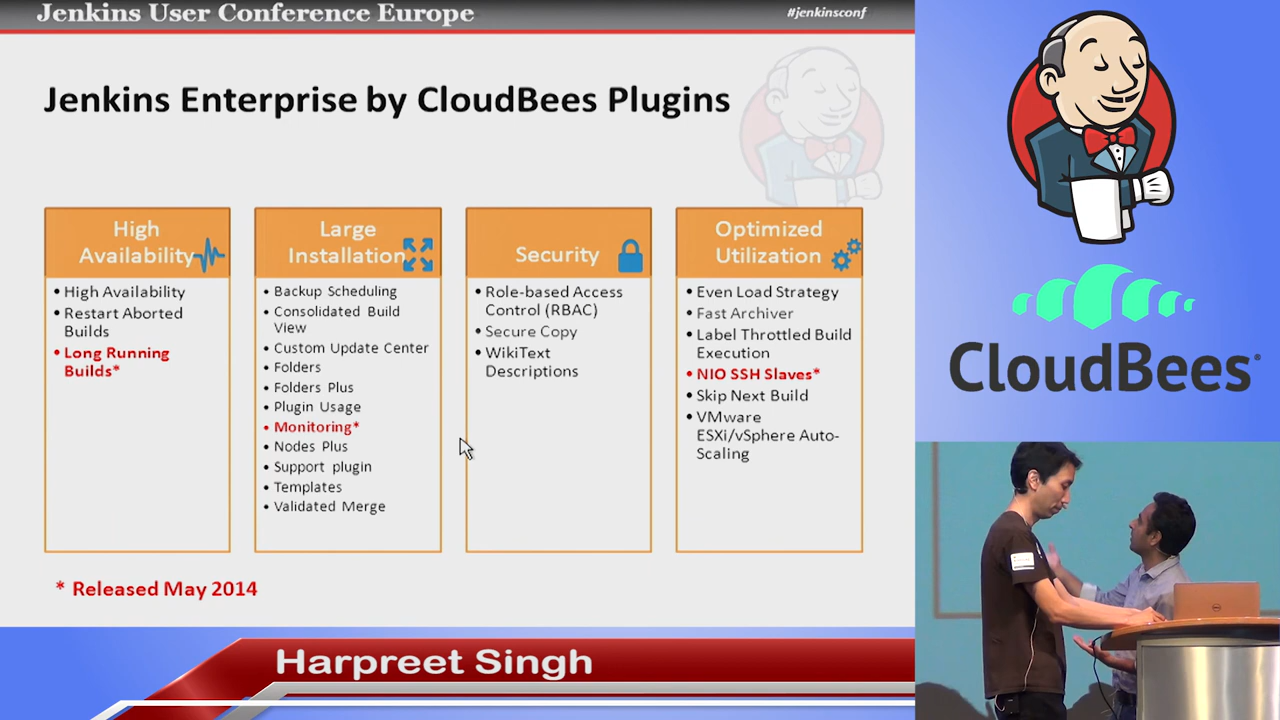 Jenkins User Conference Europe
#jenkinsconf
Jenkins Enterprise by CloudBees Plugins
High
Availability
• High Availability
• Restart Aborted
Builds
• Long Running
Builds*
Large
Installation
• Backup Scheduling
• Consolidated Build
View
• Custom Update Center
• Folders
• Folders Plus
• Plugin Usage
• Monitoring*
• Nodes Plus
• Support plugin
• Templates
• Validated Merge
Security
• Role-based Access
Control (RBAC)
• Secure Copy
• WikiText
Descriptions
Optimized
Utilization
• Even Load Strategy
• Fast Archiver
• Label Throttled Build
Execution
• NIO SSH Slaves*
• Skip Next Build
• VMware
ESXi/vSphere Auto-
Scaling
* Released May 2014
CloudBees
Harpreet Singh